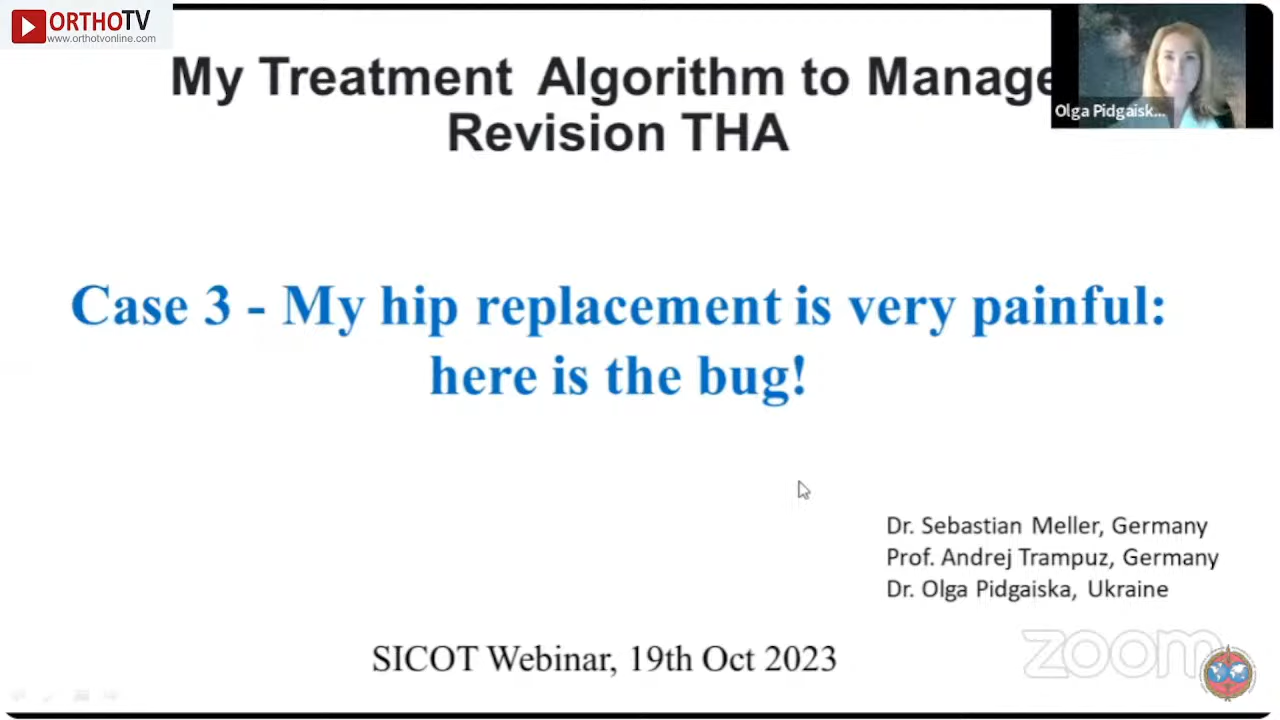 ORTHOTV
www.orthotvonline.com
My Treatment Algorithm to Manage
Revision THA
Olga Pidgaisk...
Case 3 - My hip replacement is very painful:
here is the bug!
Dr. Sebastian Meller, Germany
Prof. Andrej Trampuz, Germany
Dr. Olga Pidgaiska, Ukraine
SICOT Webinar, 19th Oct 2023
zoom